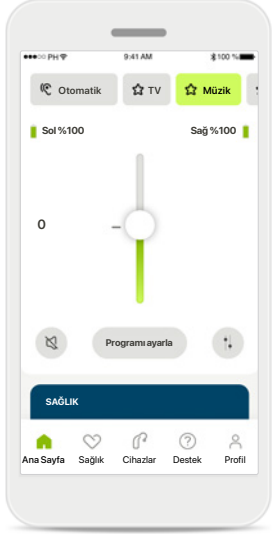 PH 9:41 AM 100 %
Otomatik TV Müzik
Sol %100 Sağ %100
0
Programı ayarla
SAĞLIK
Ana Sayfa Sağlık Cihazlar Destek Profil